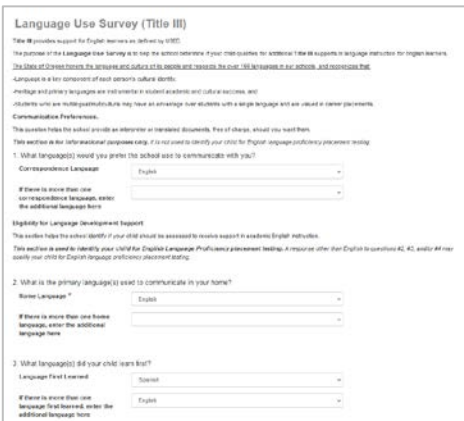 Language Use Survey (Title III)
Title III provides support for English learners as defined by USED.
The purpose of the Language Use Survey is to help the school determine if your child qualifies for additional Title III supports in language instruction for English learners.
The State of Oregon honors the language and culture of its people and respects the over 166 languages in our schools, and recognizes that:
-Language is a key component of each person's cultural identity;
-Heritage and primary languages are instrumental in student academic and cultural success; and
-Students who are multilingual/multicultural may have an advantage over students with a single language and are valued in career placements.
Communication Preferences.
This question helps the school provide an interpreter or translated documents, free of charge, should you want them.
This section is for informational purposes only. It is not used to identify your child for English language proficiency placement testing.
1. What language(s) would you prefer the school use to communicate with you?
Correspondence Language
English
If there is more than one
correspondence language, enter
the additional language here
Eligibility for Language Development Support
This section helps the school identify if your child should be assessed to receive support in academic English instruction.
This section is used to identify your child for English Language Proficiency placement testing. A response other than English to questions #2, #3, and/or #4 may
qualify your child for English language proficiency placement testing.
2. What is the primary language(s) used to communicate in your home?
Home Language *
English
If there is more than one home
language, enter the additional
language here
3. What language(s) did your child learn first?
Language First Learned
Spanish
If there is more than one
language first learned, enter the
additional language here
English